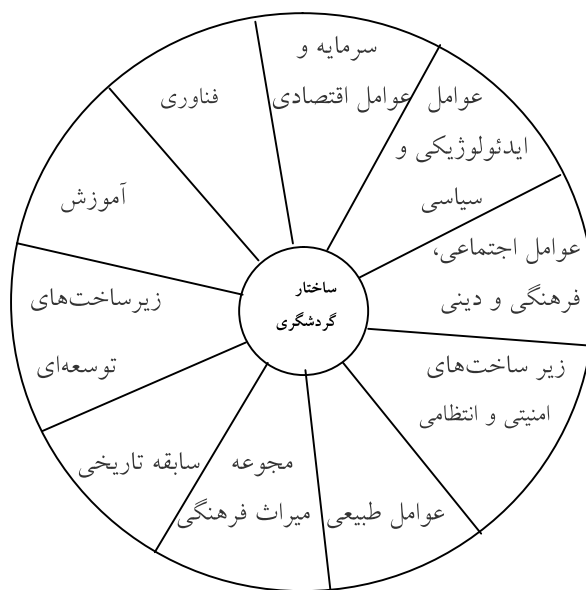 سرمایه و
عوامل اقتصادی
عوامل
ایدئولوژیکی و
سیاسی
عوامل اجتماعی،
فرهنگی و دینی
زیر ساخت‌های
امنیتی و انتظامی
عوامل طبیعی
مجوعه
میراث فرهنگی
سابقه تاریخی
زیرساخت‌های
توسعه‌ای
آموزش
فناوری
ساختار
گردشگری